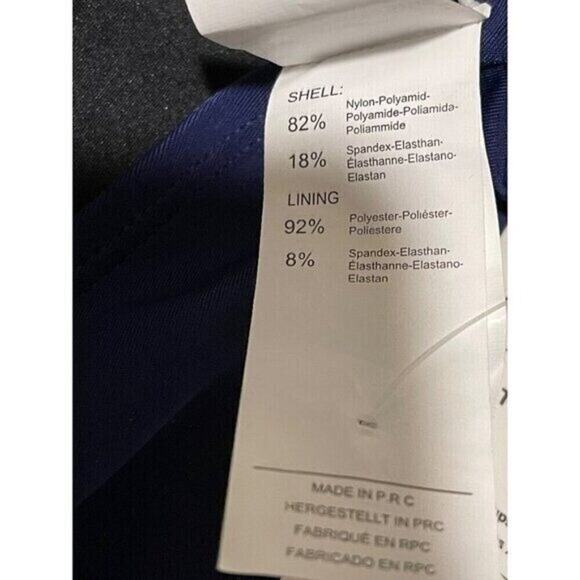 SHELL:
82% Nylon-Polyamid-
Polyamide-Poliamida-
Poliammide
18% Spandex-Elasthan-
Élasthanne-Elastano-
Elastan
LINING
92% Polyester-Poliéster-
Poliestere
8% Spandex-Elasthan-
Élasthanne-Elastano-
Elastan
MADE IN P.R C
HERGESTELLT IN PRC
FABRIQUÉ EN RPC
FABRICADO EN RPC